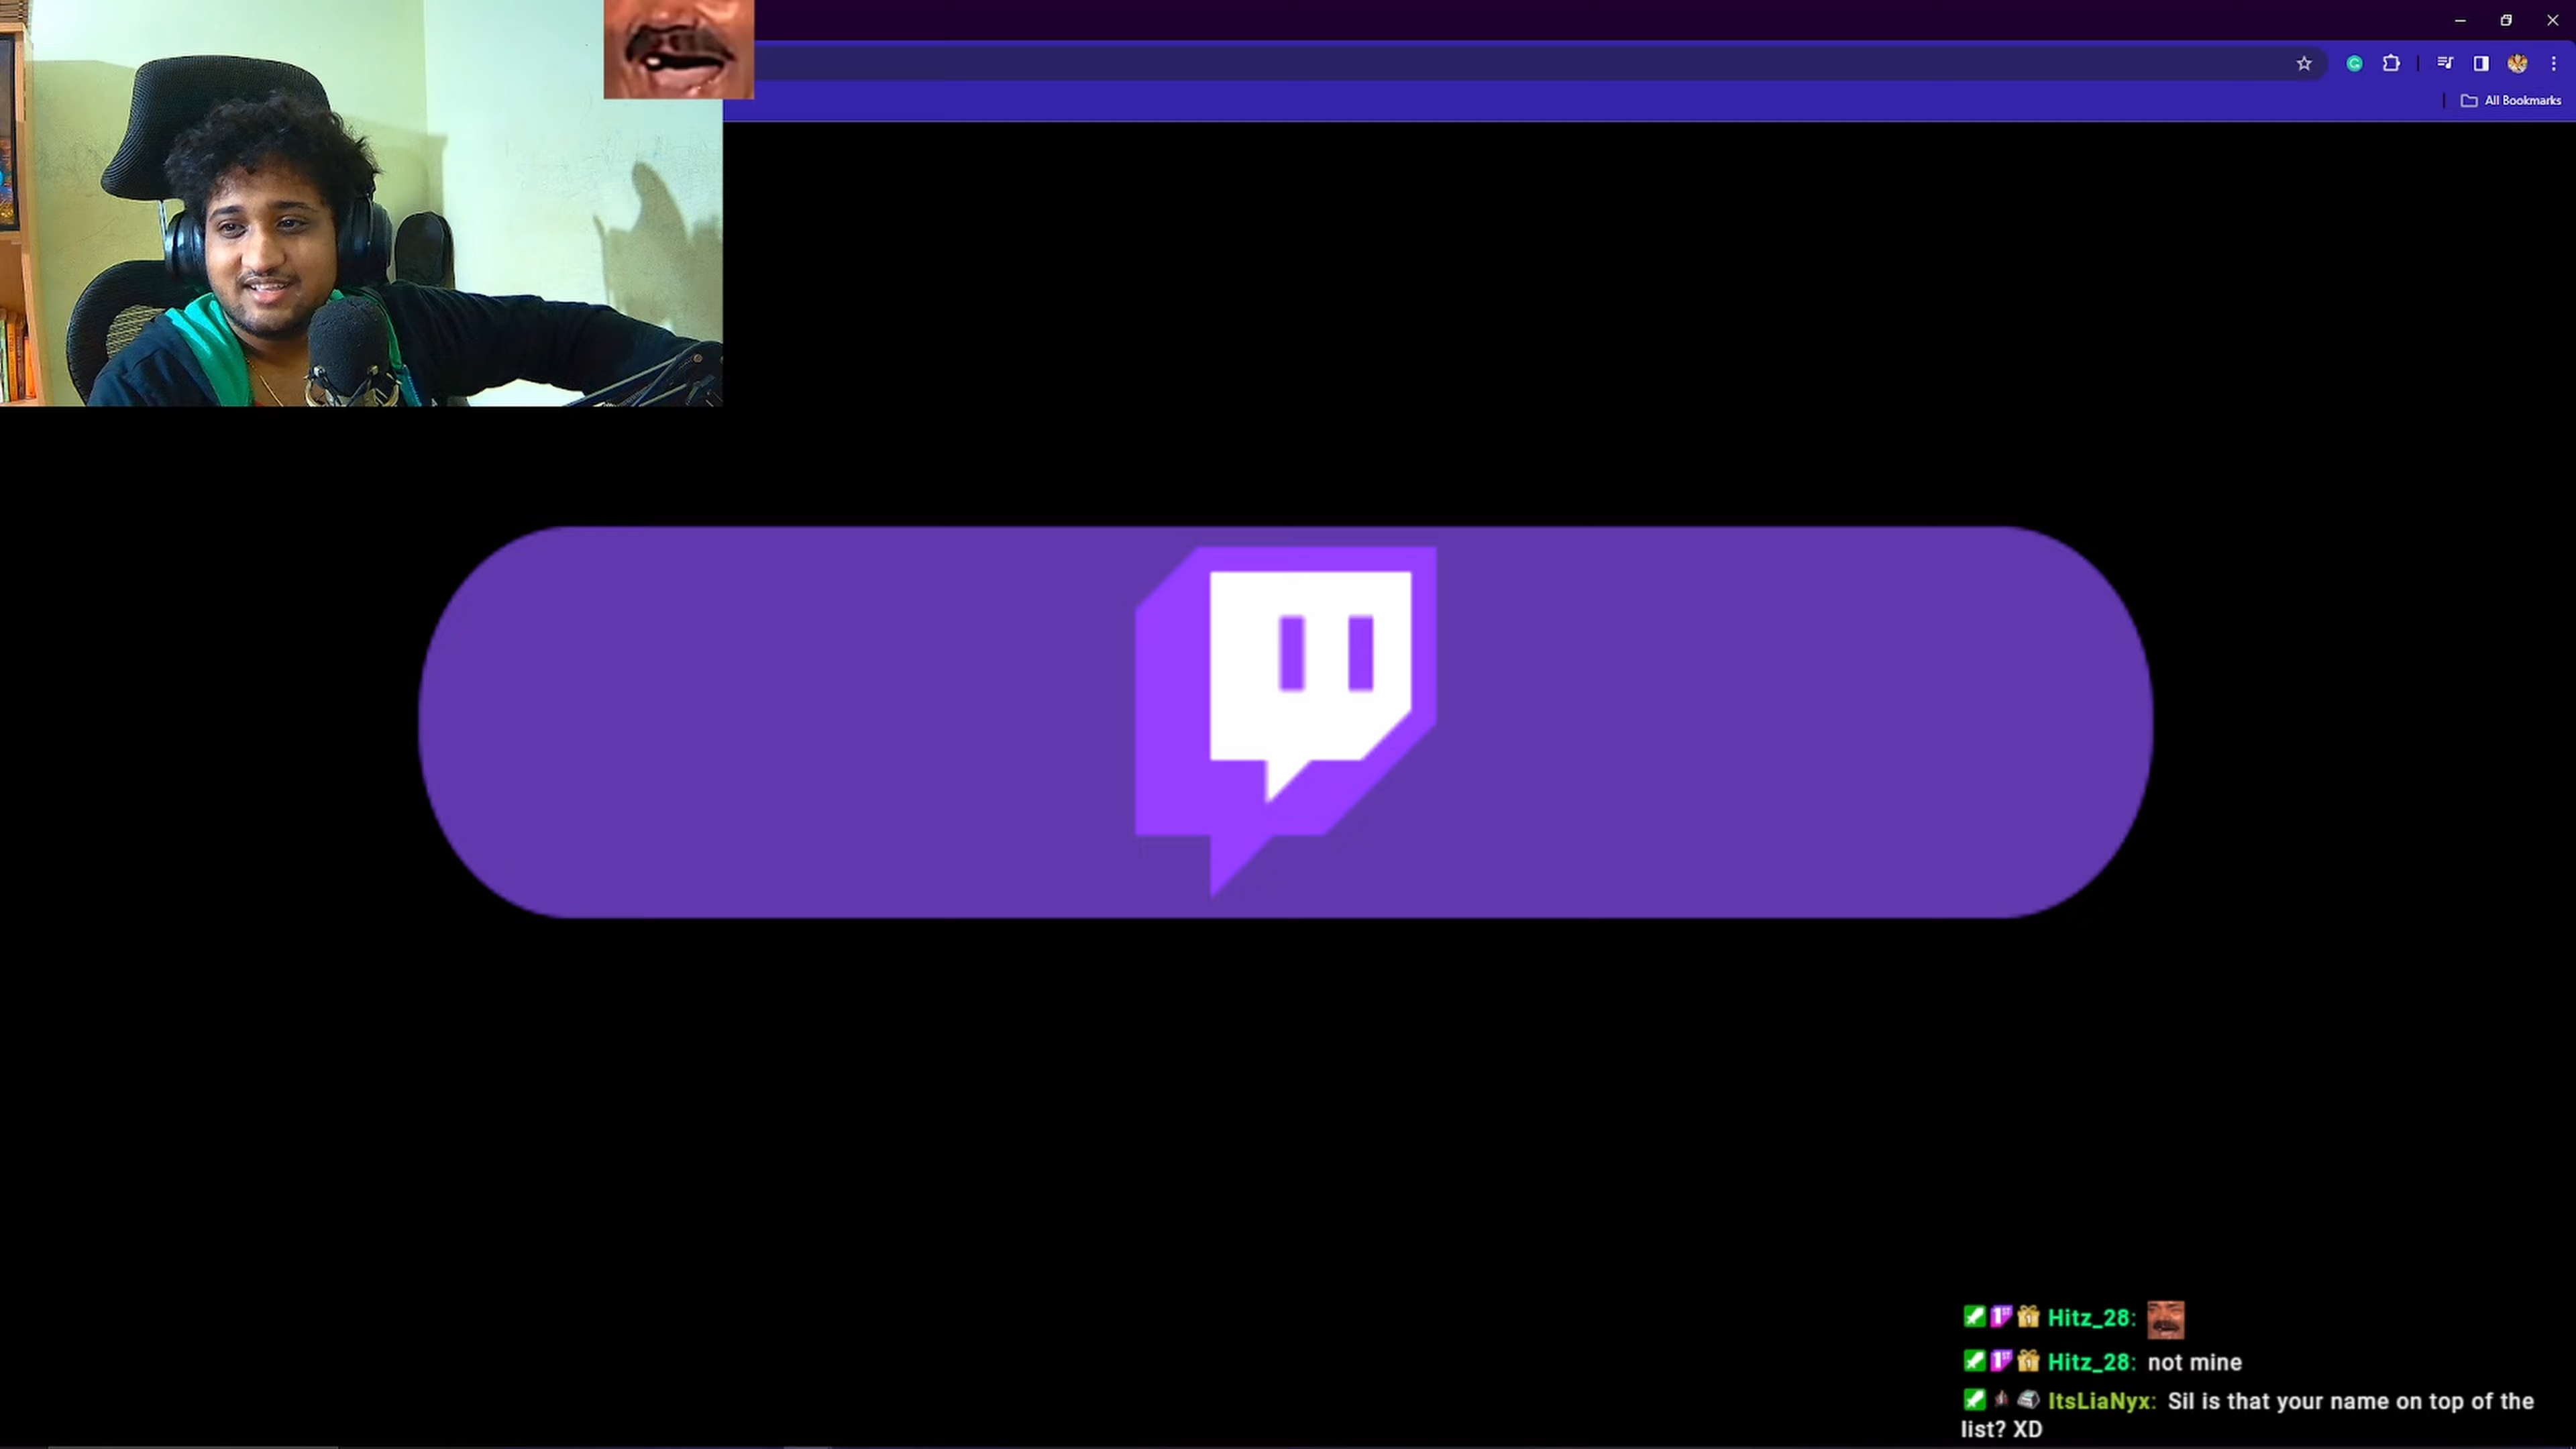 All Bookmarks
Hitz_28:
Hitz_28: not mine
ItsLiaNyx: Sil is that your name on top of the
list? XD